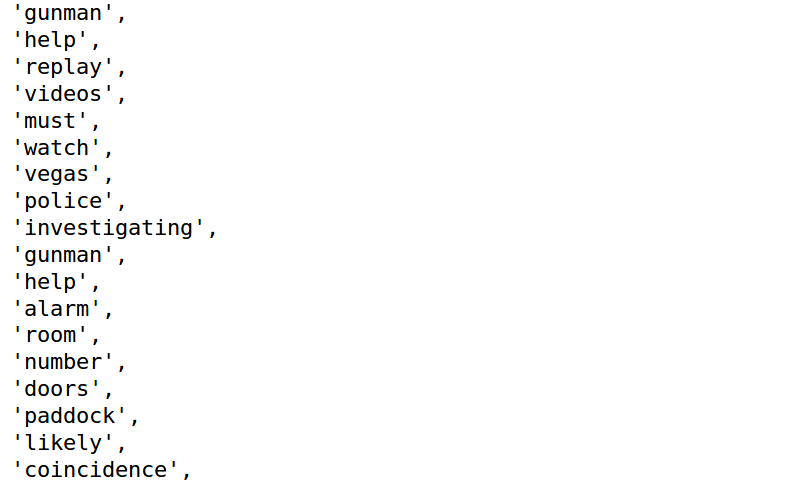 'gunman',
'help',
'replay',
'videos',
'must',
'watch',
'vegas',
'police',
'investigating',
'gunman',
'help',
'alarm',
'room',
'number',
'doors',
'paddock',
'likely',
'coincidence',